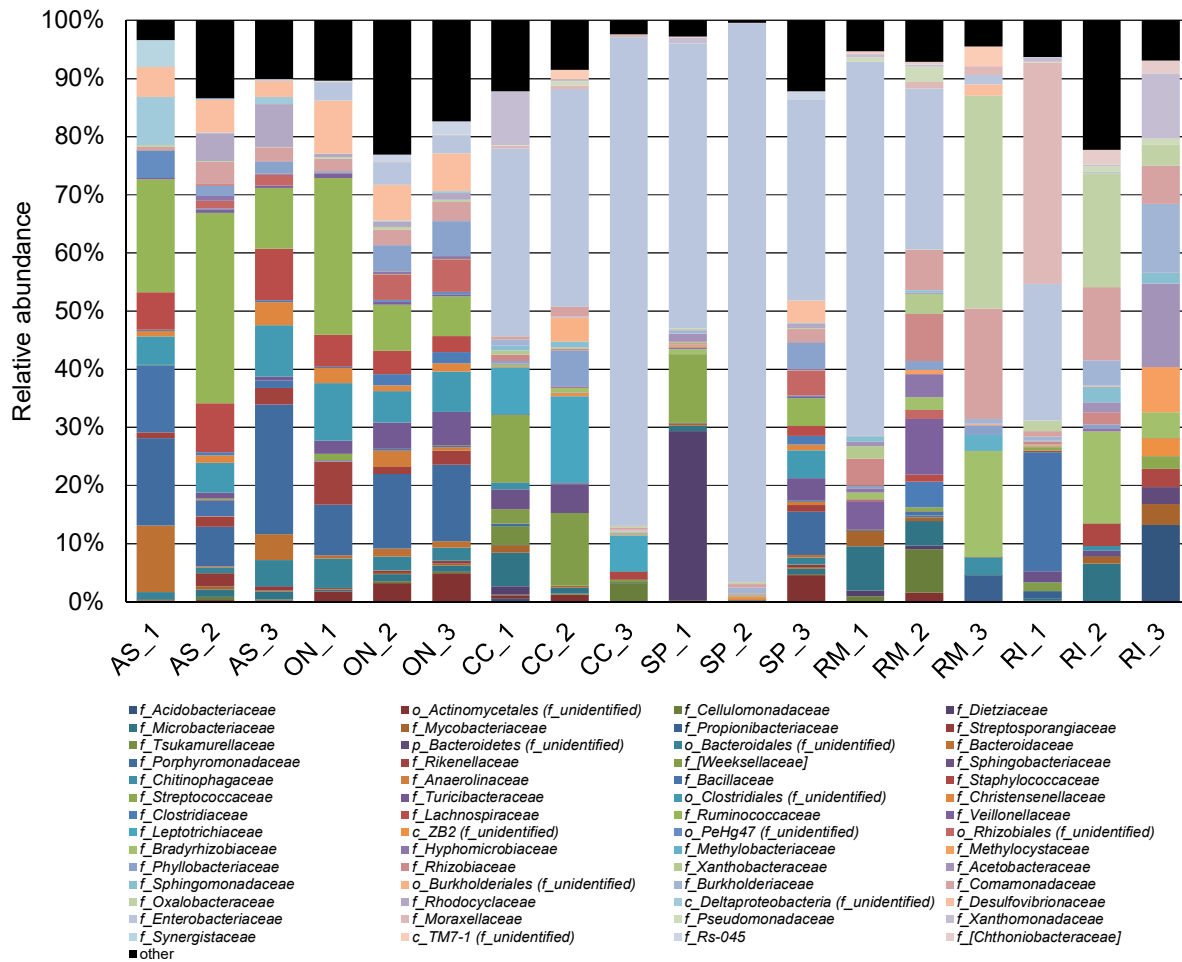 100%
90%
80%
70%
60%
50%
40%
30%
20%
10%
0%
Relative abundance
AS_1 AS_2 AS_3 ON_1 ON_2 ON_3 CC_1 CC_2 CC_3 SP_1 SP_2 SP_3 RM_1 RM_2 RM_3 RI_1 RI_2 RI_3
f_Acidobacteriaceae o_Actinomycetales (f_unidentified) f_Cellulomonadaceae f_Dietziaceae
f_Microbacteriaceae f_Mycobacteriaceae f_Propionibacteriaceae f_Streptosporangiaceae
f_Tsukamurellaceae p_Bacteroidetes (f_unidentified) o_Bacteroidales (f_unidentified) f_Bacteroidaceae
f_Porphyromonadaceae f_Rikenellaceae f_[Weeksellaceae] f_Sphingobacteriaceae
f_Chitinophagaceae f_Anaerolinaceae f_Bacillaceae f_Staphylococcaceae
f_Streptococcaceae f_Turicibacteraceae o_Clostridiales (f_unidentified) f_Christensenellaceae
f_Clostridiaceae f_Lachnospiraceae f_Ruminococcaceae f_Veillonellaceae
f_Leptotrichiaceae c_ZB2 (f_unidentified) o_PeHg47 (f_unidentified) o_Rhizobiales (f_unidentified)
f_Bradyrhizobiaceae f_Hyphomicrobiaceae f_Methylobacteriaceae f_Methylocystaceae
f_Phyllobacteriaceae f_Rhizobiaceae f_Xanthobacteraceae f_Acetobacteraceae
f_Sphingomonadaceae o_Burkholderiales (f_unidentified) f_Burkholderiaceae f_Comamonadaceae
f_Oxalobacteraceae f_Rhodocyclaceae c_Deltaproteobacteria (f_unidentified) f_Desulfovibrionaceae
f_Enterobacteriaceae f_Moraxellaceae f_Pseudomonadaceae f_Xanthomonadaceae
f_Synergistaceae c_TM7-1 (f_unidentified) f_Rs-045 f_[Chthoniobacteraceae]
other